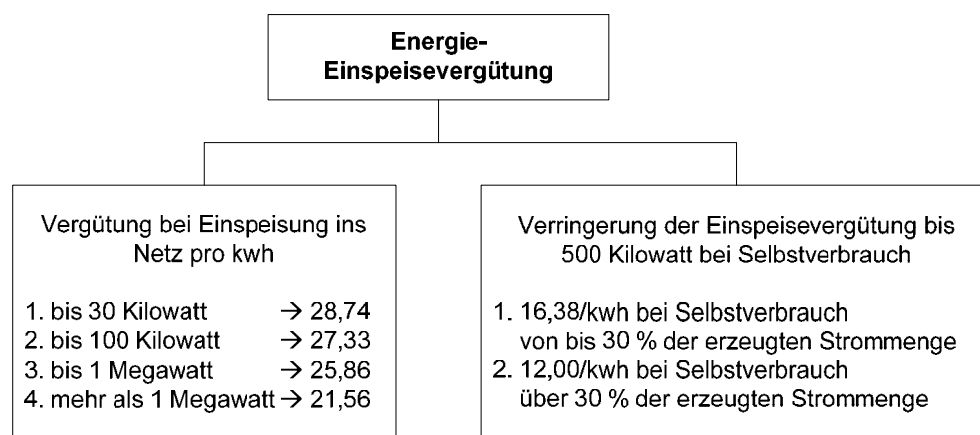 Energie-
Einspeisevergütung
Vergütung bei Einspeisung ins
Netz pro kwh
1. bis 30 Kilowatt → 28,74
2. bis 100 Kilowatt → 27,33
3. bis 1 Megawatt → 25,86
4. mehr als 1 Megawatt → 21,56
Verringerung der Einspeisevergütung bis
500 Kilowatt bei Selbstverbrauch
1. 16,38/kwh bei Selbstverbrauch
von bis 30 % der erzeugten Strommenge
2. 12,00/kwh bei Selbstverbrauch
über 30 % der erzeugten Strommenge